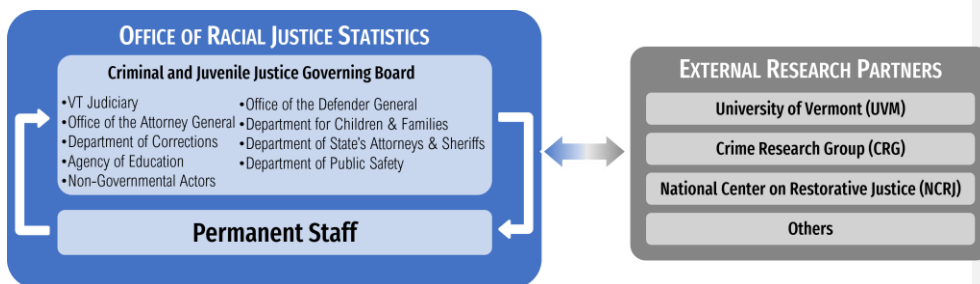 OFFICE OF RACIAL JUSTICE STATISTICS
Criminal and Juvenile Justice Governing Board
•VT Judiciary
•Office of the Attorney General
•Department of Corrections
•Agency of Education
•Non-Governmental Actors
•Office of the Defender General
•Department for Children & Families
•Department of State's Attorneys & Sheriffs
•Department of Public Safety
Permanent Staff
EXTERNAL RESEARCH PARTNERS
University of Vermont (UVM)
Crime Research Group (CRG)
National Center on Restorative Justice (NCRJ)
Others